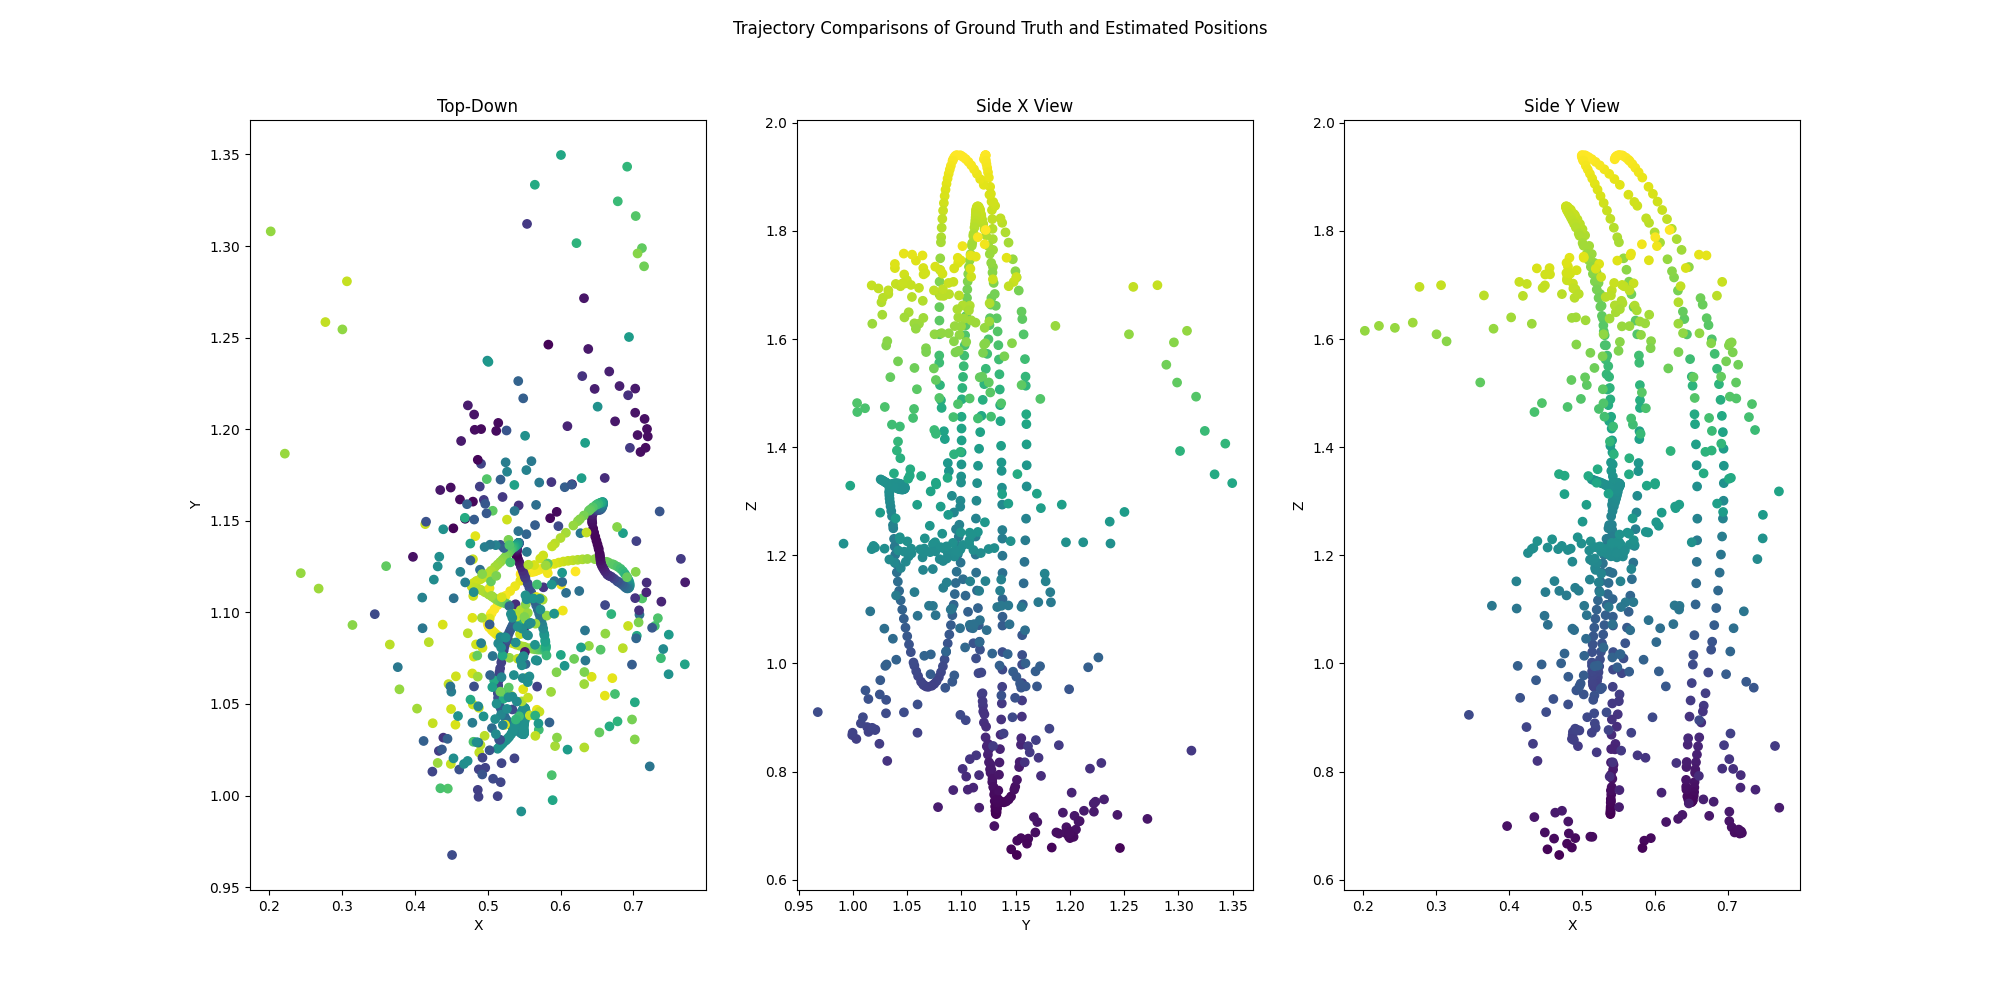 Trajectory Comparisons of Ground Truth and Estimated Positions
Top-Down
Y
1.35
1.30
1.25
1.20
1.15
1.10
1.05
1.00
0.95
0.2 0.3 0.4 0.5 0.6 0.7
X
Side X View
Z
2.0
1.8
1.6
1.4
1.2
1.0
0.8
0.6
0.95 1.00 1.05 1.10 1.15 1.20 1.25 1.30 1.35
Y
Side Y View
Z
2.0
1.8
1.6
1.4
1.2
1.0
0.8
0.6
0.2 0.3 0.4 0.5 0.6 0.7
X